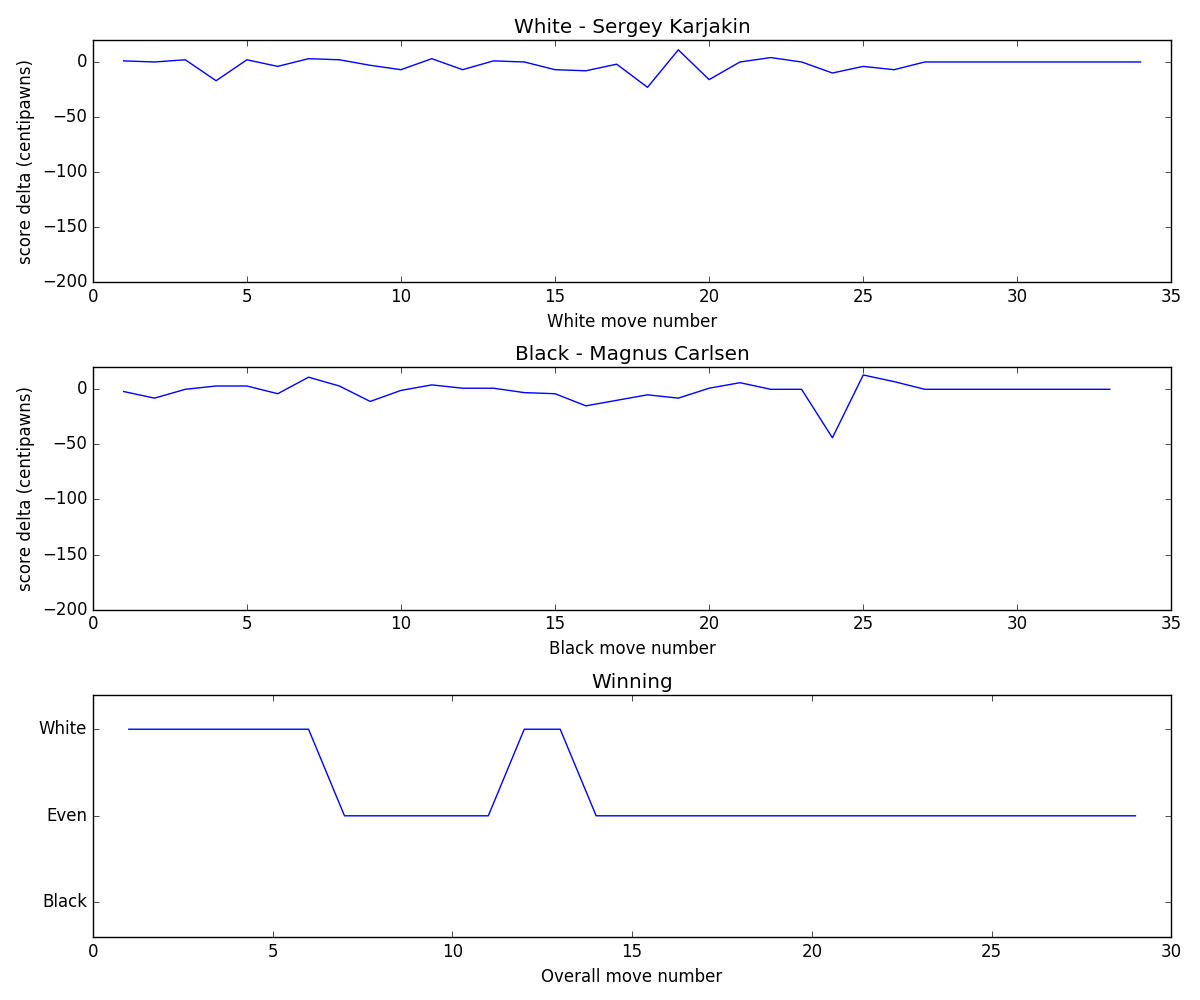 White - Sergey Karjakin
score delta (centipawns)
0
−50
−100
−150
−200
0 5 10 15 20 25 30 35
White move number
Black - Magnus Carlsen
score delta (centipawns)
0
−50
−100
−150
−200
0 5 10 15 20 25 30 35
Black move number
Winning
White
Even
Black
0 5 10 15 20 25 30
Overall move number